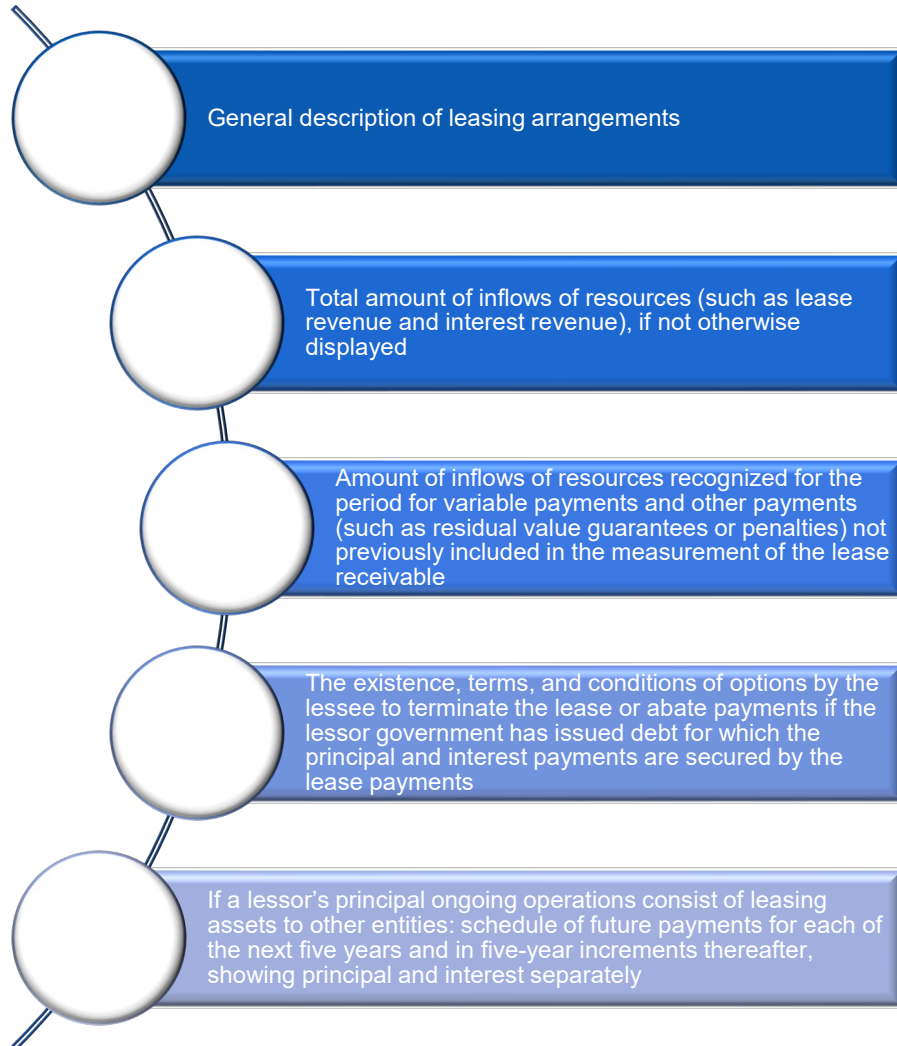 General description of leasing arrangements
Total amount of inflows of resources (such as lease
revenue and interest revenue), if not otherwise
displayed
Amount of inflows of resources recognized for the
period for variable payments and other payments
(such as residual value guarantees or penalties) not
previously included in the measurement of the lease
receivable
The existence, terms, and conditions of options by the
lessee to terminate the lease or abate payments if the
lessor government has issued debt for which the
principal and interest payments are secured by the
lease payments
If a lessor’s principal ongoing operations consist of leasing
assets to other entities: schedule of future payments for each of
the next five years and in five-year increments thereafter,
showing principal and interest separately